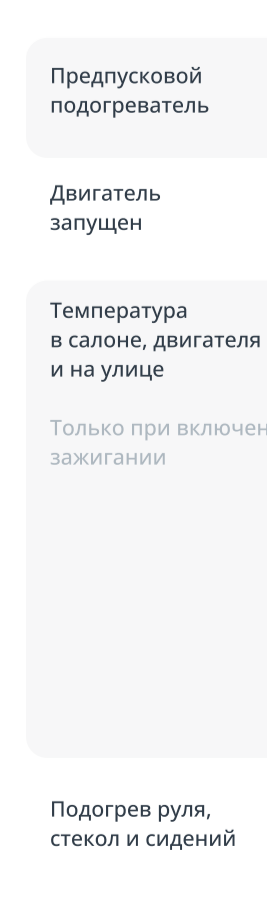 Предпусковой
подогреватель
Двигатель
запущен
Температура
в салоне, двигателя
и на улице
Только при включен
зажигании
Подогрев руля,
стекол и сидений